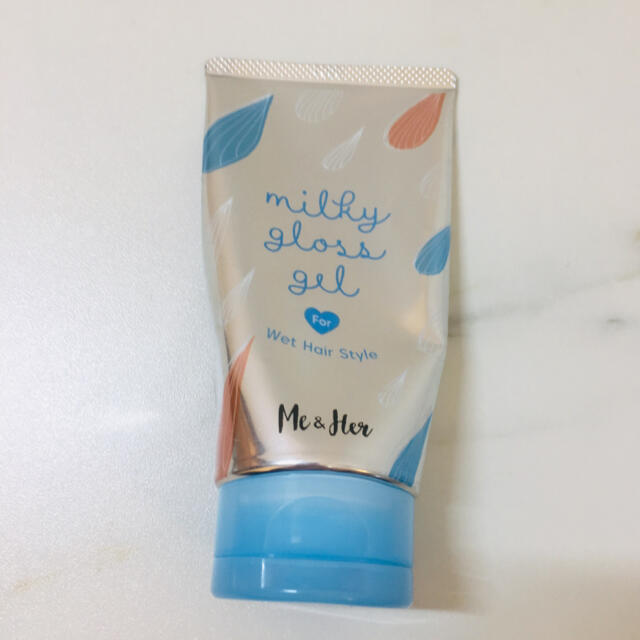 milky
gloss
gel
For
Wet Hair Style
Me & Her